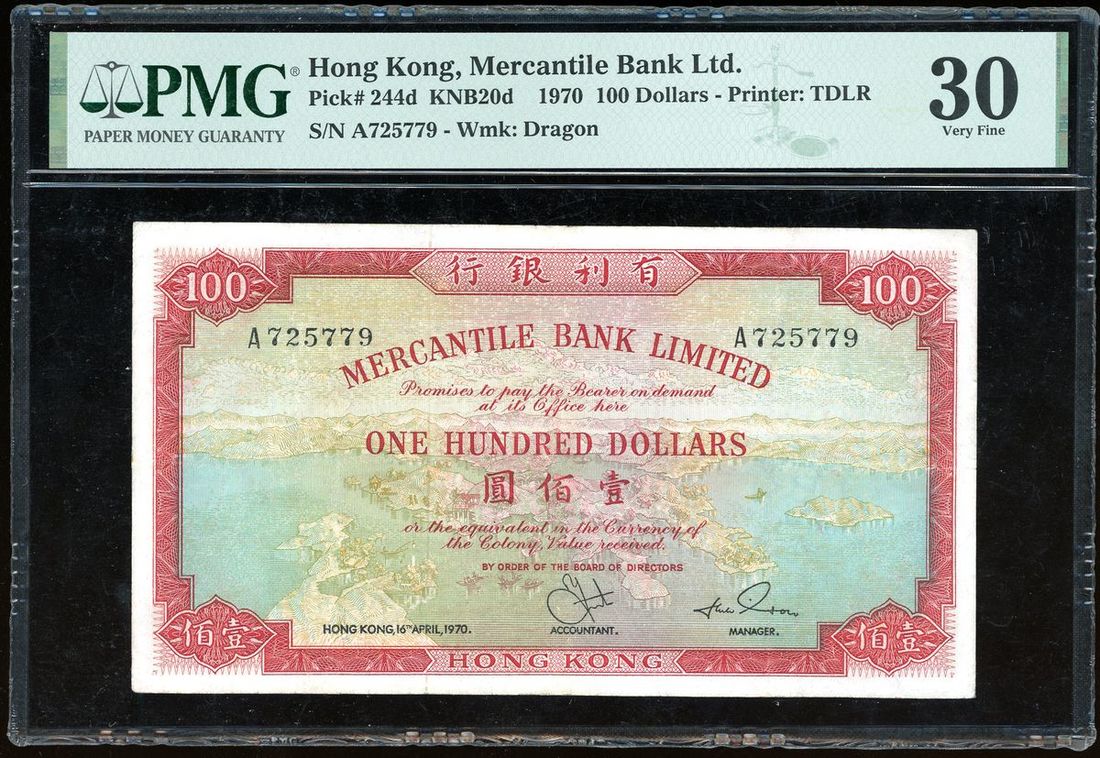 PMG®
PAPER MONEY GUARANTY
Hong Kong, Mercantile Bank Ltd.
Pick# 244d KNB20d 1970 100 Dollars - Printer: TDLR
S/N A725779 - Wmk: Dragon
30
Very Fine
行銀利有
100
100
A725779
A725779
MERCANTILE BANK LIMITED
Promises to pay the Bearer on demand
at its Office here
ONE HUNDRED DOLLARS
圓佰壹
or the equivalent in the Currency of
the Colony, Value received.
BY ORDER OF THE BOARD OF DIRECTORS
HONG KONG, 16TH APRIL, 1970.
ACCOUNTANT.
MANAGER.
佰壹
佰壹
HONG KONG